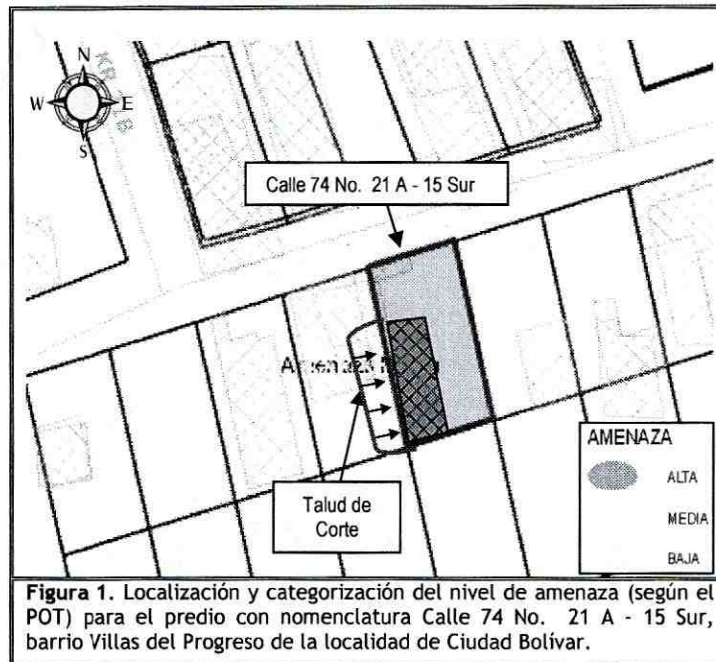 N
W E
S
Calle 74 No. 21 A - 15 Sur
Talud de
Corte
AMENAZA
ALTA
MEDIA
BAJA
Figura 1. Localización y categorización del nivel de amenaza (según el
POT) para el predio con nomenclatura Calle 74 No. 21 A - 15 Sur,
barrio Villas del Progreso de la localidad de Ciudad Bolívar.